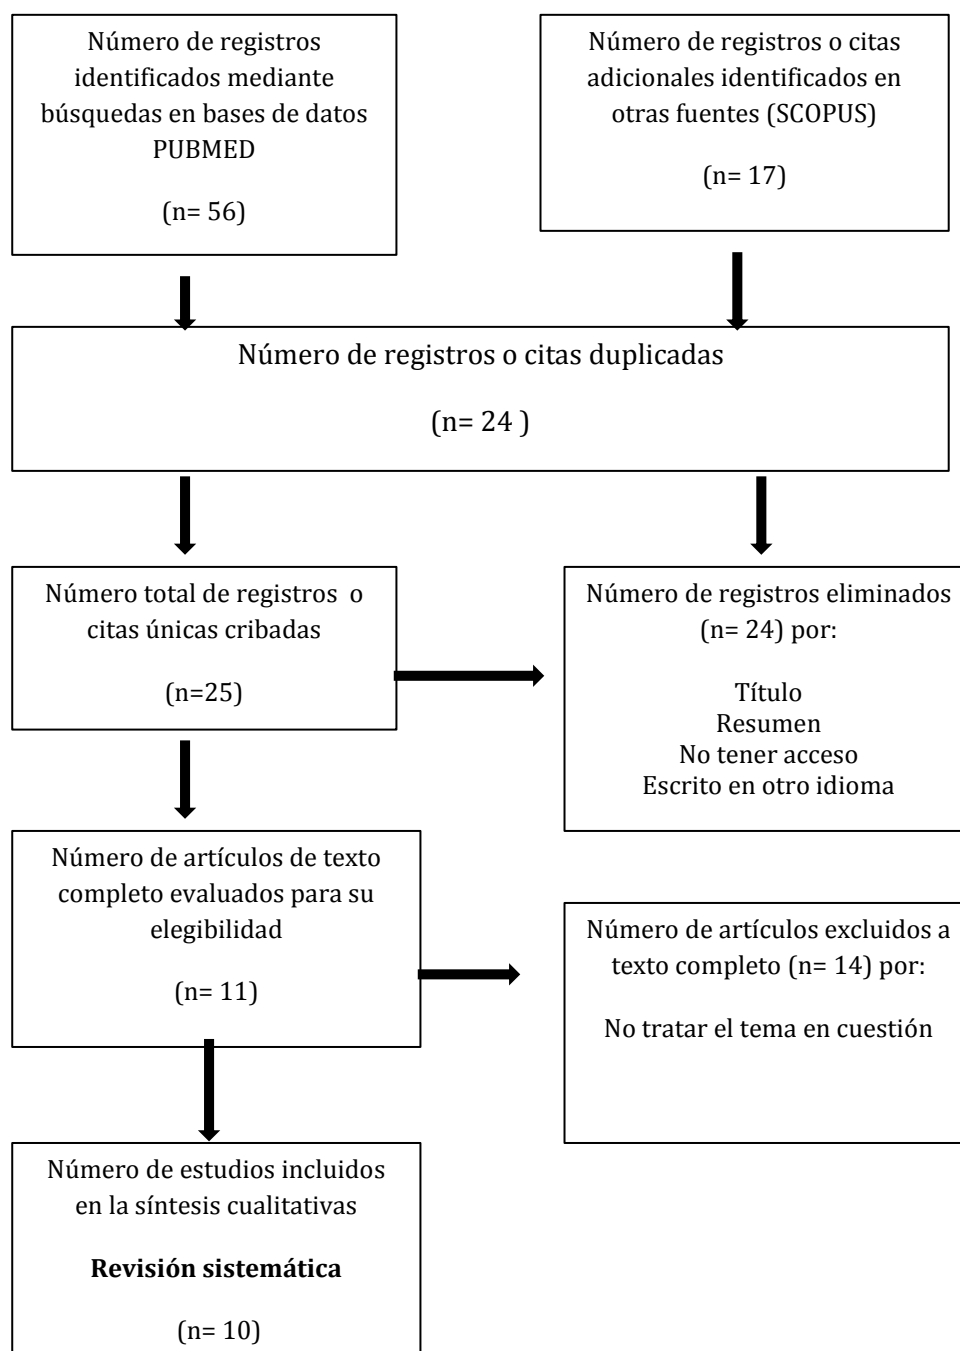 Número de registros
identificados mediante
búsquedas en bases de datos
PUBMED
(n= 56)
Número de registros o citas
adicionales identificados en
otras fuentes (SCOPUS)
(n= 17)
Número de registros o citas duplicadas
(n= 24 )
Número total de registros  o
citas únicas cribadas
(n=25)
Número de registros eliminados
(n= 24) por:
Título
Resumen
No tener acceso
Escrito en otro idioma
Número de artículos de texto
completo evaluados para su
elegibilidad
(n= 11)
Número de artículos excluidos a
texto completo (n= 14) por:
No tratar el tema en cuestión
Número de estudios incluidos
en la síntesis cualitativas
Revisión sistemática
(n= 10)